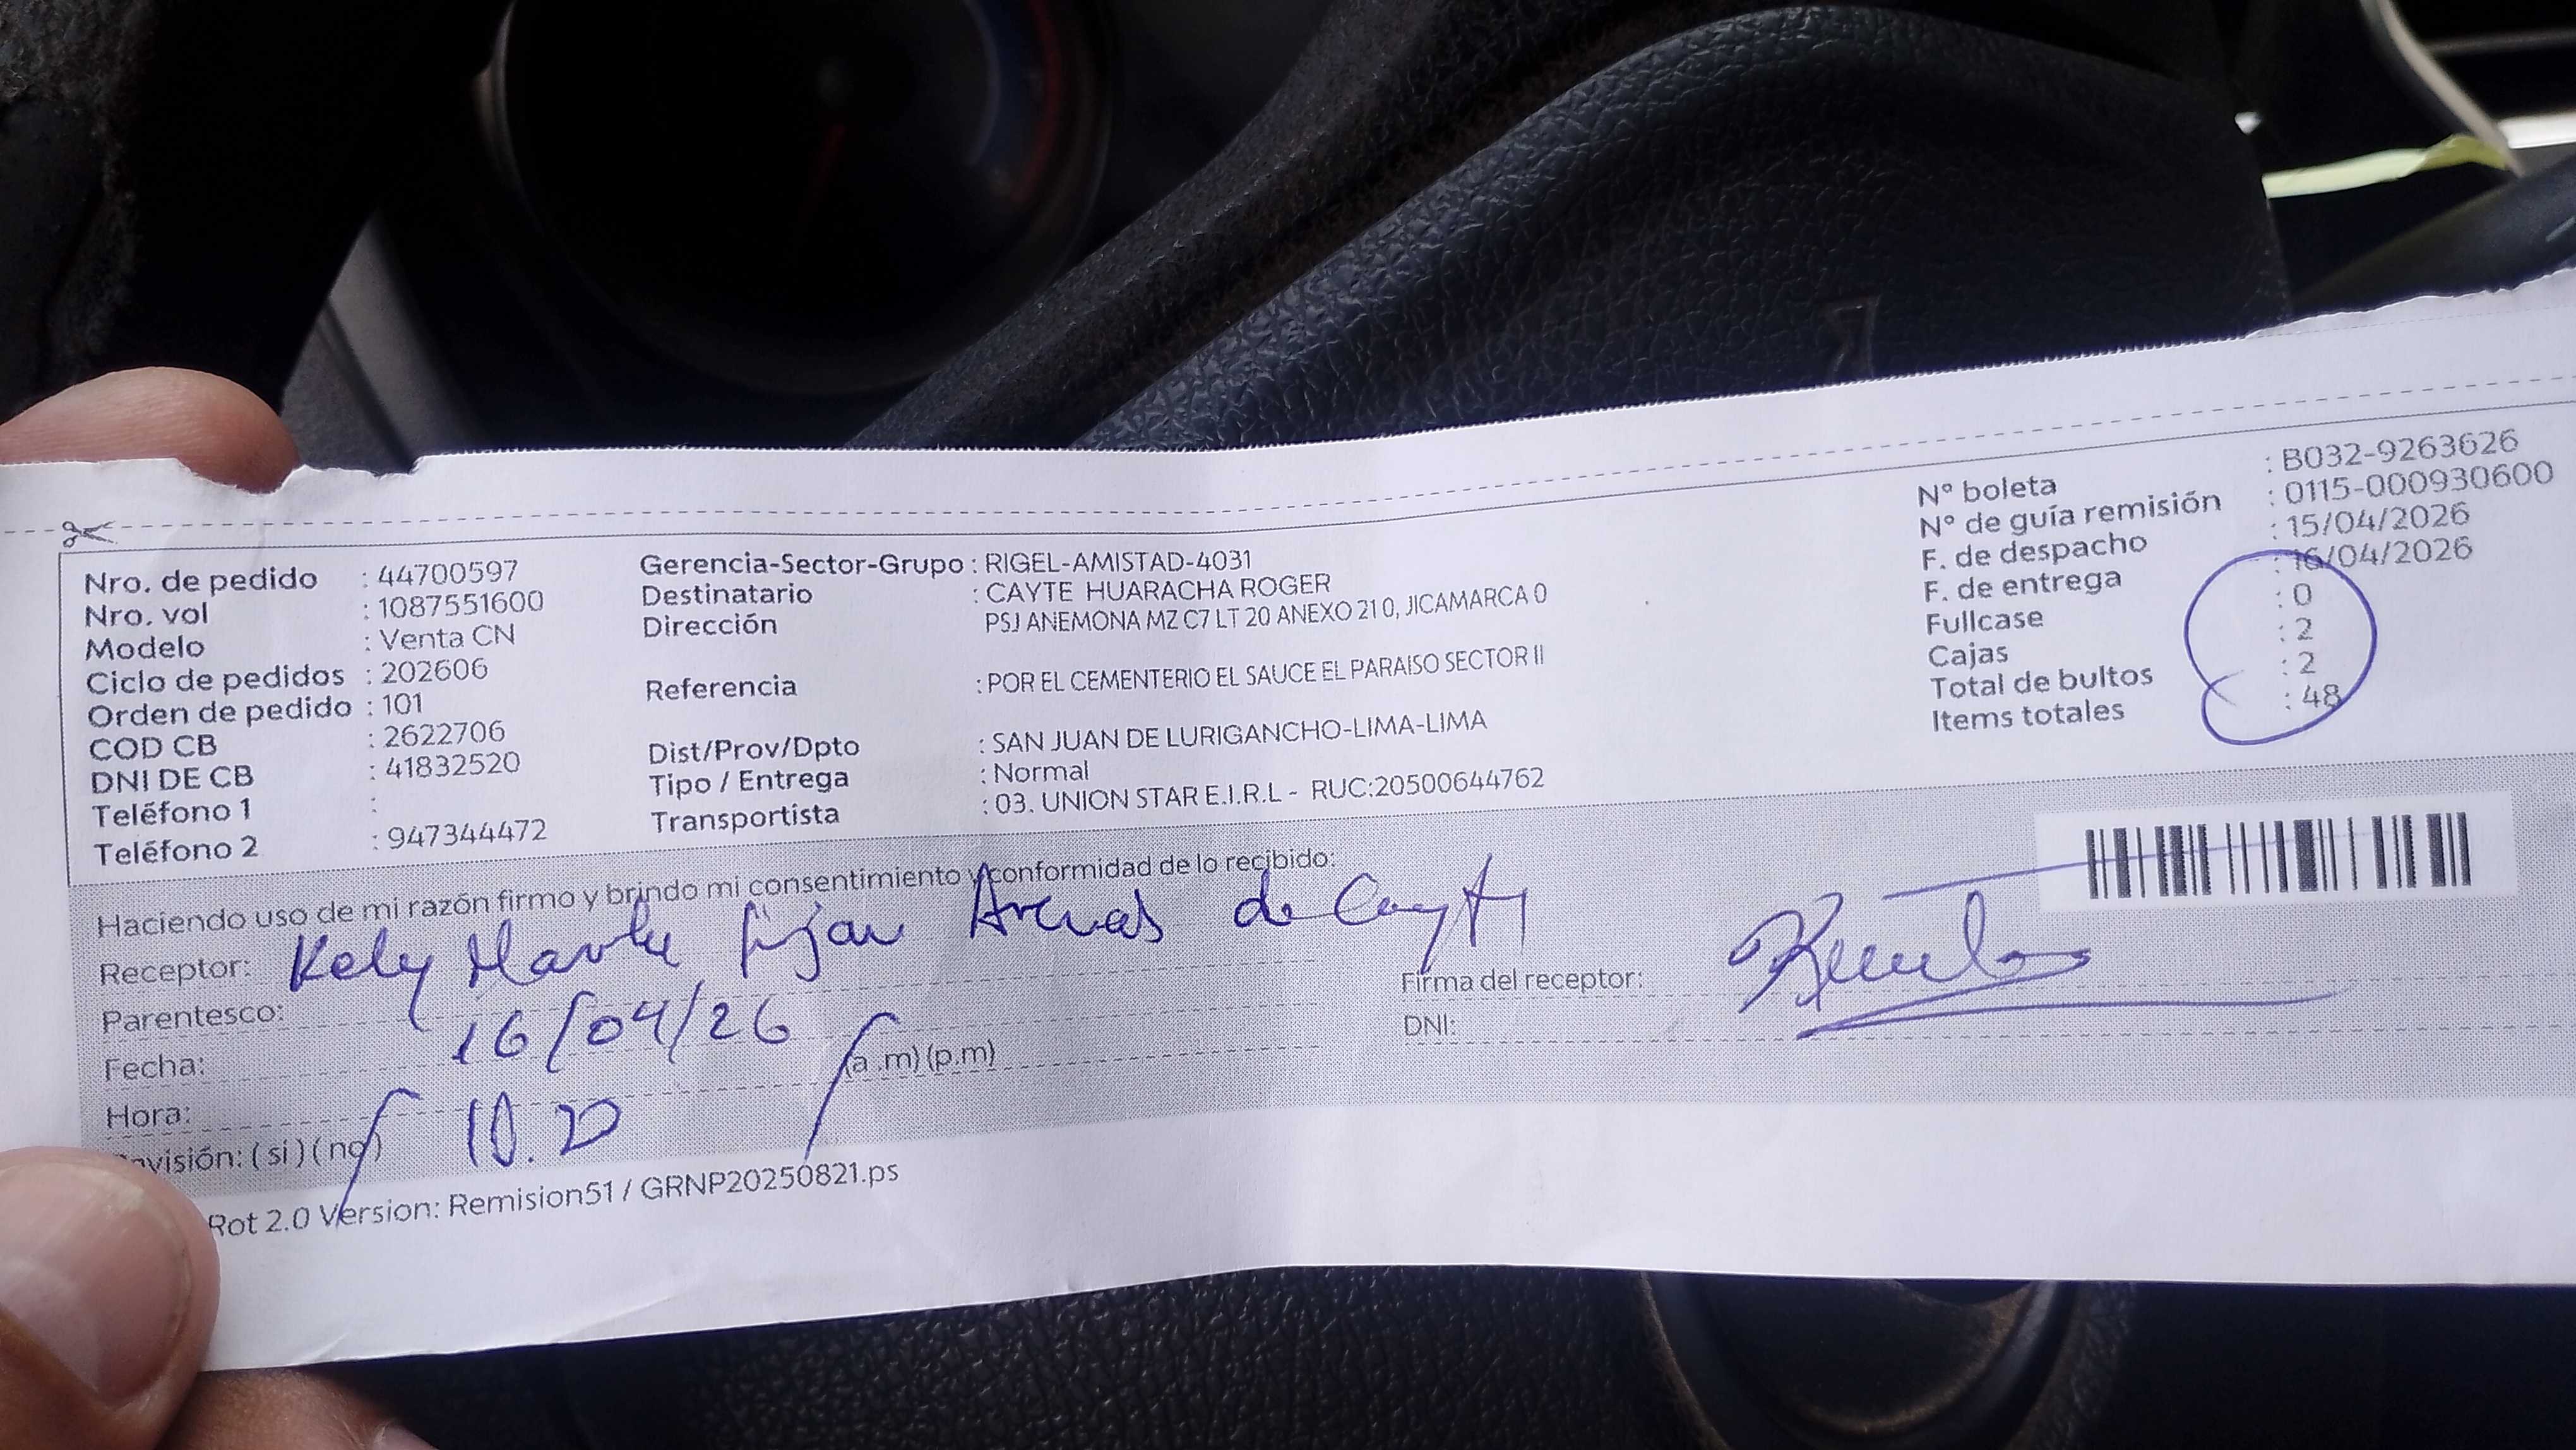 Nro. de pedido : 44700597
Nro. vol : 1087551600
Modelo : Venta CN
Ciclo de pedidos : 202606
Orden de pedido : 101
COD CB : 2622706
DNI DE CB : 41832520
Teléfono 1 :
Teléfono 2 : 947344472
Gerencia-Sector-Grupo : RIGEL-AMISTAD-4031
Destinatario : CAYTE HUARACHA ROGER
Dirección PSJ ANEMONA MZ C7 LT 20 ANEXO 21 0, JICAMARCA 0
Referencia : POR EL CEMENTERIO EL SAUCE EL PARAISO SECTOR II
Dist/Prov/Dpto : SAN JUAN DE LURIGANCHO-LIMA-LIMA
Tipo / Entrega : Normal
Transportista : 03. UNION STAR E.I.R.L - RUC:20500644762
N° boleta : B032-9263626
N° de guía remisión : 0115-000930600
F. de despacho : 15/04/2026
F. de entrega : 16/04/2026
Fullcase : 0
Cajas : 2
Total de bultos : 2
Items totales : 48
Haciendo uso de mi razón firmo y brindo mi consentimiento y conformidad de lo recibido:
Receptor: Kely Arenas de
Parentesco:
Fecha: 16/04/26
Hora: 10.20 (a.m) (p.m)
visión: ( si ) ( no )
Firma del receptor:
DNI:
Rot 2.0 Version: Remision51 / GRNP20250821.ps